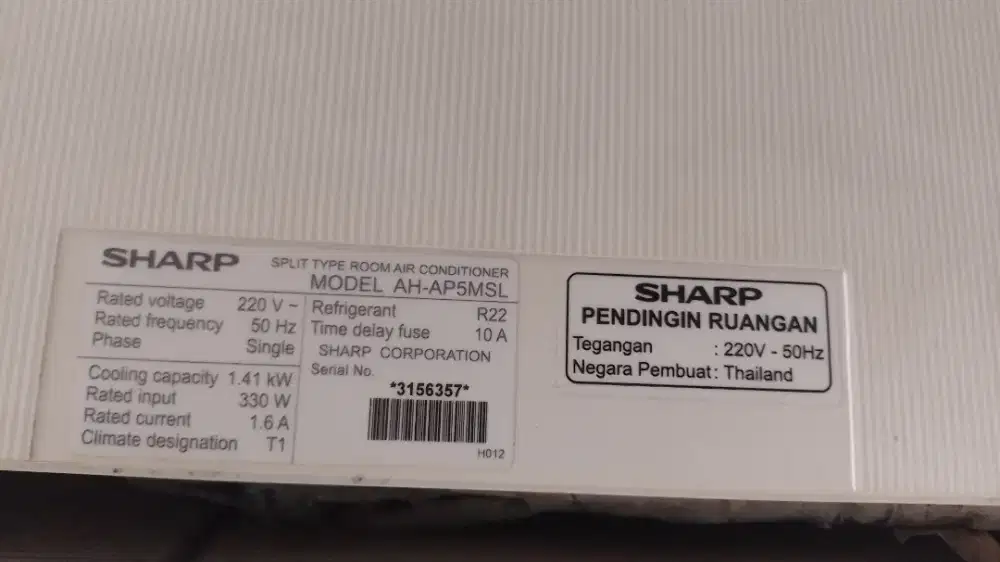 SHARP SPLIT TYPE ROOM AIR CONDITIONER
MODEL AH-AP5MSL
Rated voltage 220 V ~
Rated frequency 50 Hz
Phase Single
Cooling capacity 1.41 kW
Rated input 330 W
Rated current 1.6 A
Climate designation T1
Refrigerant R22
Time delay fuse 10 A
SHARP CORPORATION
Serial No.
*3156357*
H012
SHARP
PENDINGIN RUANGAN
Tegangan : 220V - 50Hz
Negara Pembuat : Thailand